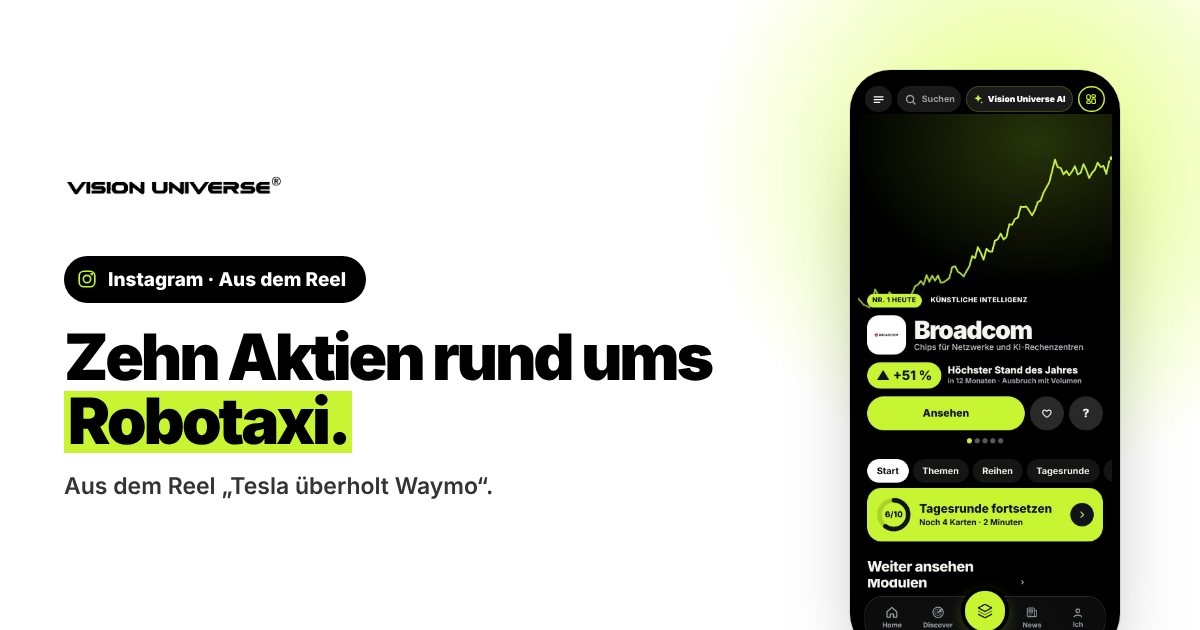 VISION UNIVERSE®
Instagram · Aus dem Reel
Zehn Aktien rund ums
Robotaxi.
Aus dem Reel „Tesla überholt Waymo“.
Suchen
Vision Universe AI
NR. 1 HEUTE
KÜNSTLICHE INTELLIGENZ
BROADCOM
Broadcom
Chips für Netzwerke und KI-Rechenzentren
▲ +51 %
Höchster Stand des Jahres
In 12 Monaten · Ausbruch mit Volumen
Ansehen
?
Start
Themen
Reihen
Tagesrunde
6/10
Tagesrunde fortsetzen
Noch 4 Karten · 2 Minuten
Weiter ansehen
Modulen
Home
Discover
News
Ich